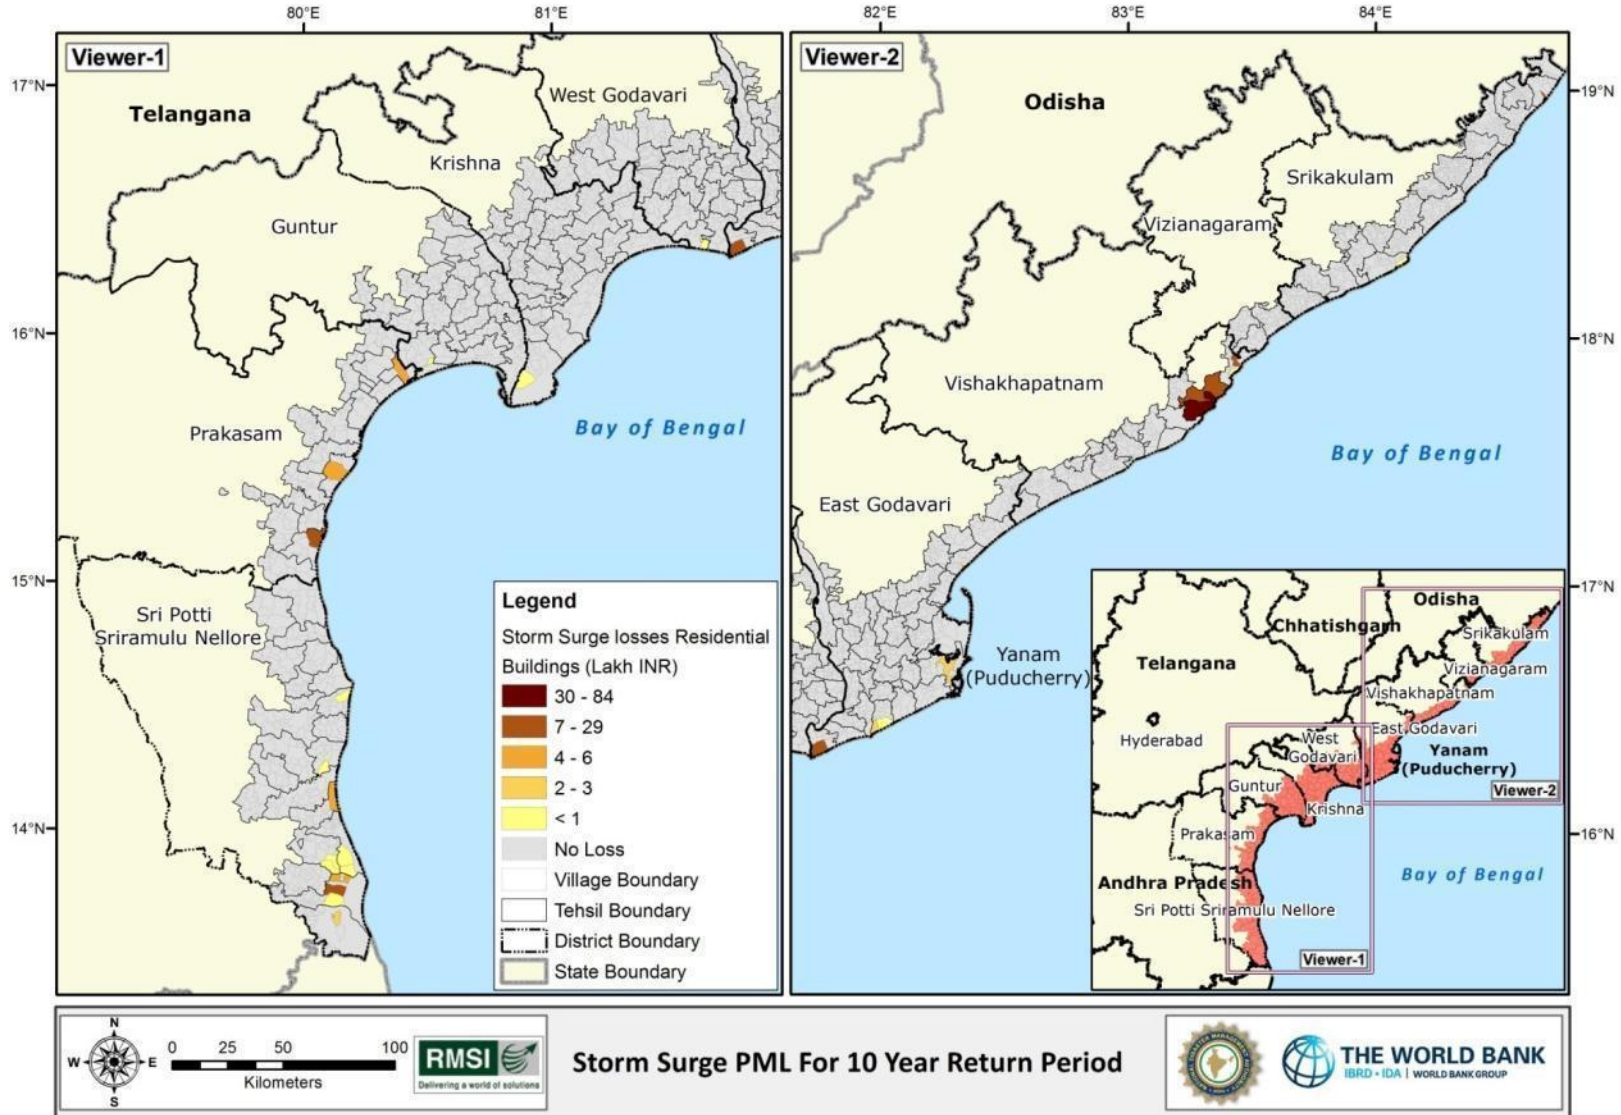 80°E
81°E
82°E
83°E
84°E
Viewer-1
17°N
16°N
15°N
14°N
Telangana
West Godavari
Krishna
Guntur
Prakasam
Bay of Bengal
Sri Potti
Sriramulu Nellore
Legend
Storm Surge losses Residential
Buildings (Lakh INR)
30 - 84
7 - 29
4 - 6
2 - 3
< 1
No Loss
Village Boundary
Tehsil Boundary
District Boundary
State Boundary
Viewer-2
19°N
18°N
17°N
16°N
Odisha
Srikakulam
Vizianagaram
Vishakhapatnam
East Godavari
Bay of Bengal
Yanam
(Puducherry)
Odisha
Chhatishgarh
Srikakulam
Telangana
Vizianagaram
Vishakhapatnam
East Godavari
Hyderabad
West
Godavari
Yanam
(Puducherry)
Guntur
Viewer-2
Krishna
Prakasam
Andhra Pradesh
Bay of Bengal
Sri Potti Sriramulu Nellore
Viewer-1
N
W
E
S
0 25 50 100
Kilometers
RMSI
Delivering a world of solutions
Storm Surge PML For 10 Year Return Period
THE WORLD BANK
IBRD • IDA | WORLD BANK GROUP